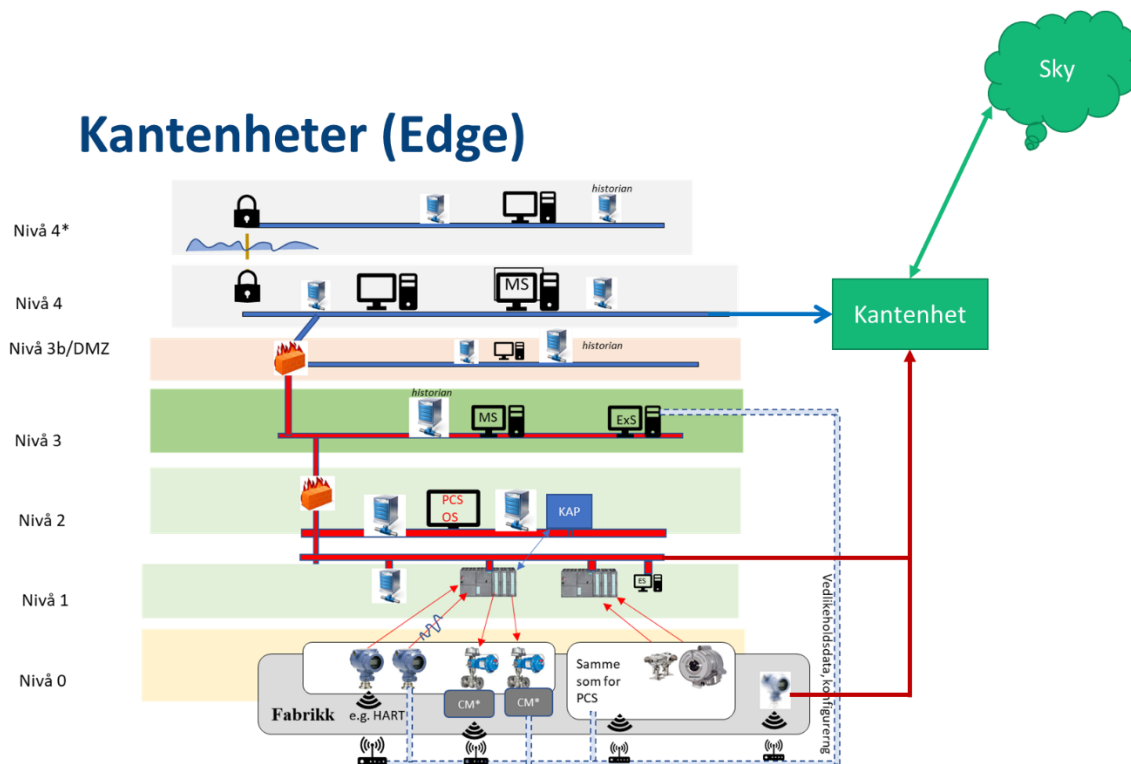 Sky
Kantenheter (Edge)
historian
Nivå 4*
Nivå 4
MS
Kantenhet
Nivå 3b/DMZ
historian
historian
MS
ExS
Nivå 3
PCS
OS
KAP
Nivå 2
ES
Nivå 1
Vedlikeholdsdata, konfigurerng
Samme
som for
PCS
Nivå 0
CM*
CM*
Fabrikk
e.g. HART